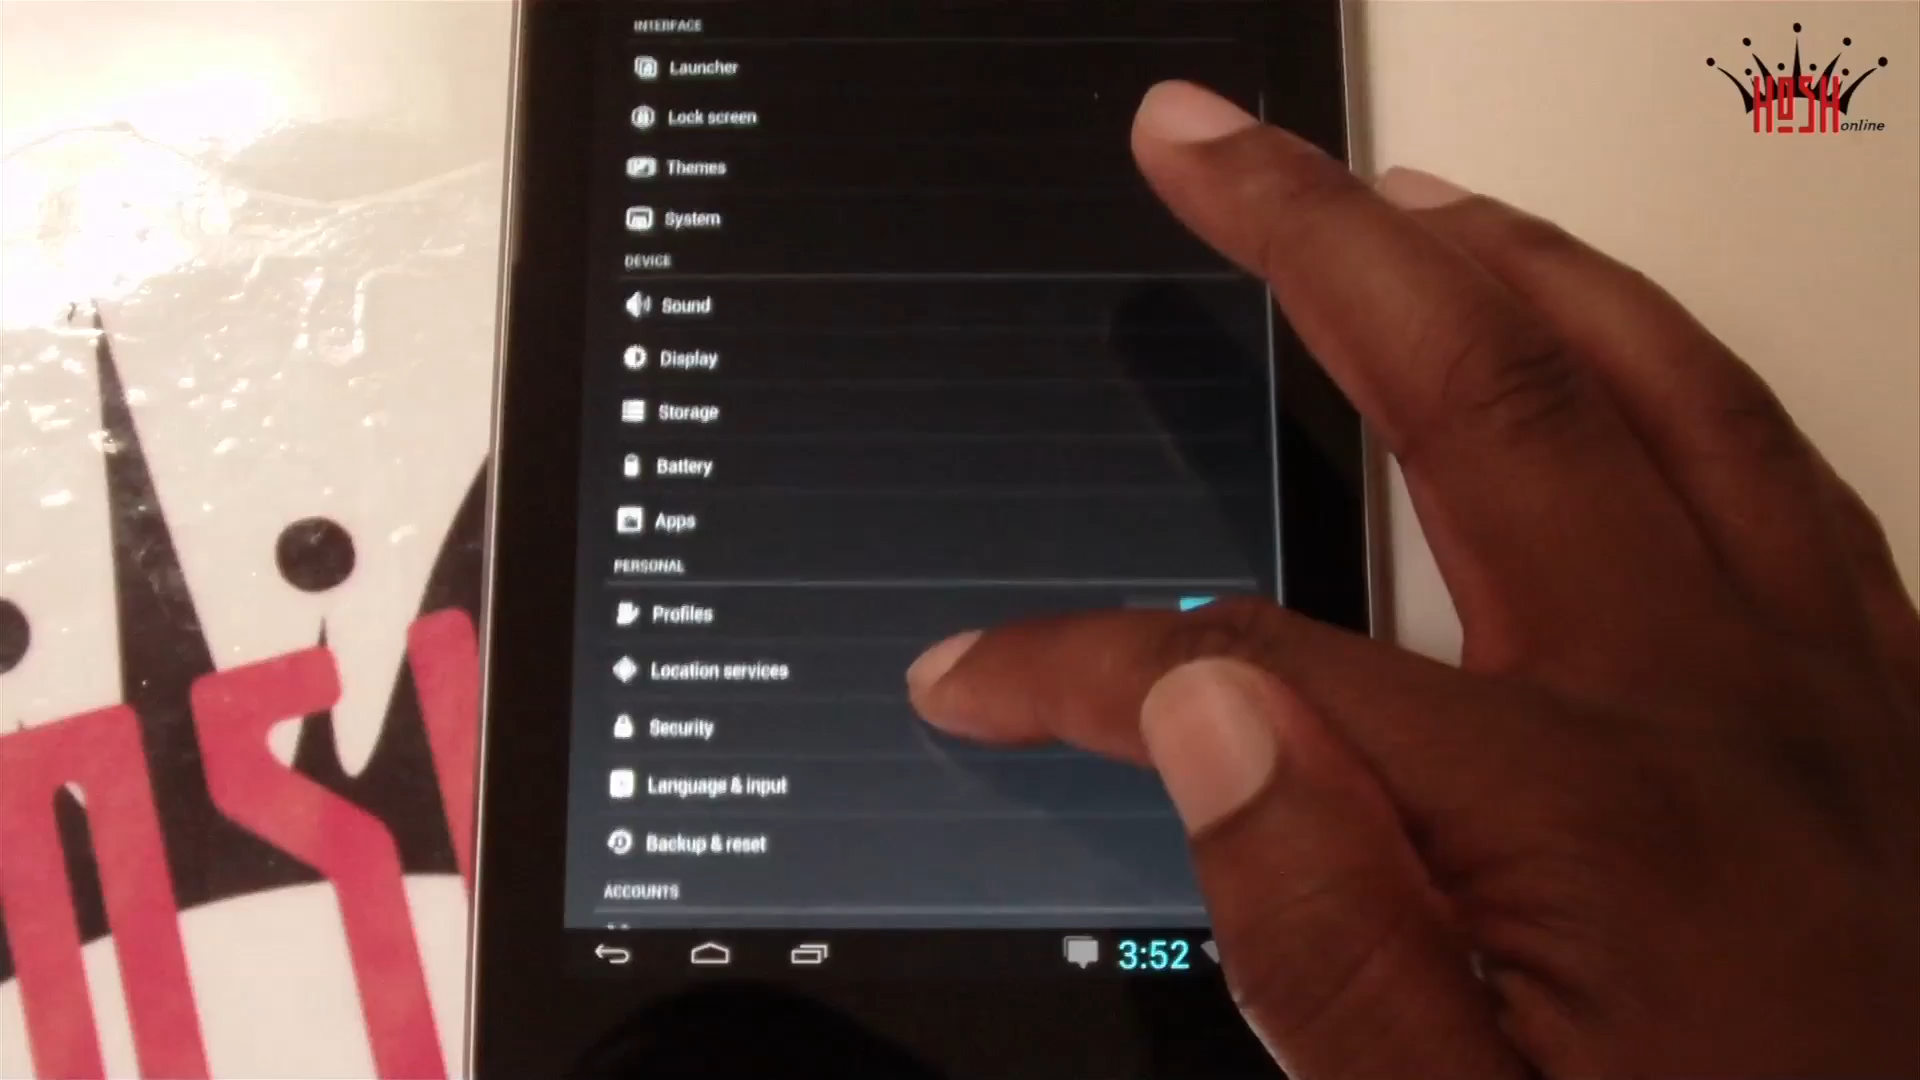 INTERFACE
Launcher
Lock screen
Themes
System
DEVICE
Sound
Display
Storage
Battery
Apps
PERSONAL
Profiles
Location services
Security
Language & input
Backup & reset
ACCOUNTS
3:52
HOSH
online